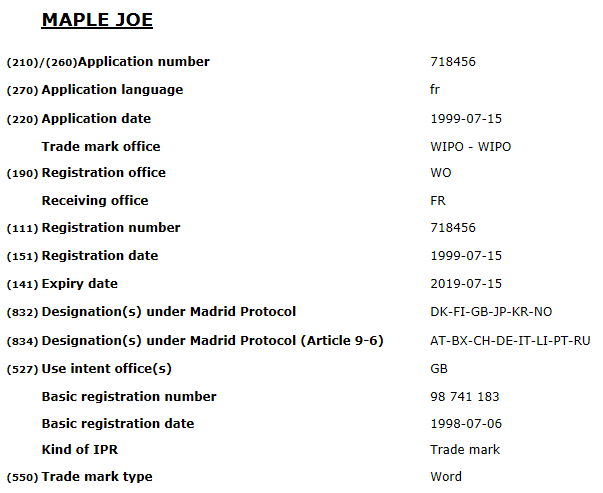 MAPLE JOE
(210)/(260)Application number 718456
(270) Application language fr
(220) Application date 1999-07-15
Trade mark office WIPO - WIPO
(190) Registration office WO
Receiving office FR
(111) Registration number 718456
(151) Registration date 1999-07-15
(141) Expiry date 2019-07-15
(832) Designation(s) under Madrid Protocol DK-FI-GB-JP-KR-NO
(834) Designation(s) under Madrid Protocol (Article 9-6) AT-BX-CH-DE-IT-LI-PT-RU
(527) Use intent office(s) GB
Basic registration number 98 741 183
Basic registration date 1998-07-06
Kind of IPR Trade mark
(550) Trade mark type Word